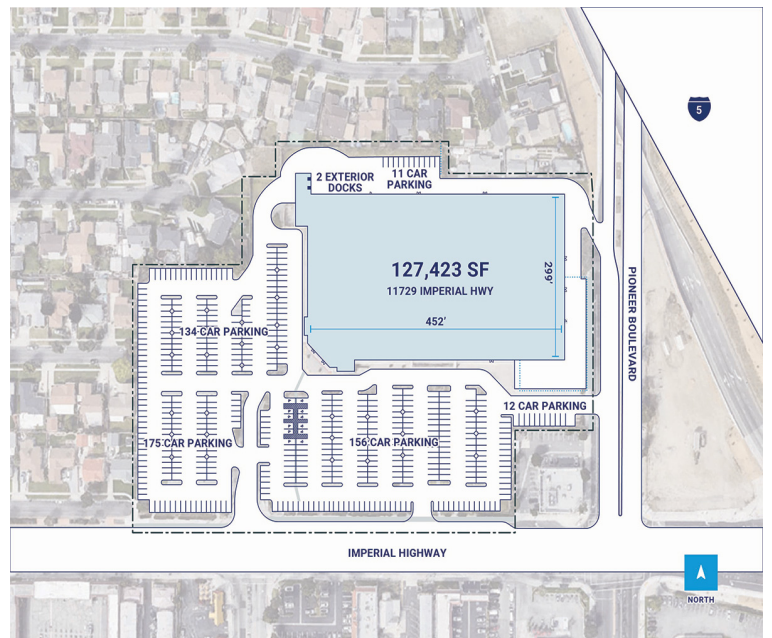 5
2 EXTERIOR
DOCKS
11 CAR
PARKING
127,423 SF
11729 IMPERIAL HWY
299'
452'
PIONEER BOULEVARD
134 CAR PARKING
12 CAR PARKING
175 CAR PARKING
156 CAR PARKING
IMPERIAL HIGHWAY
NORTH